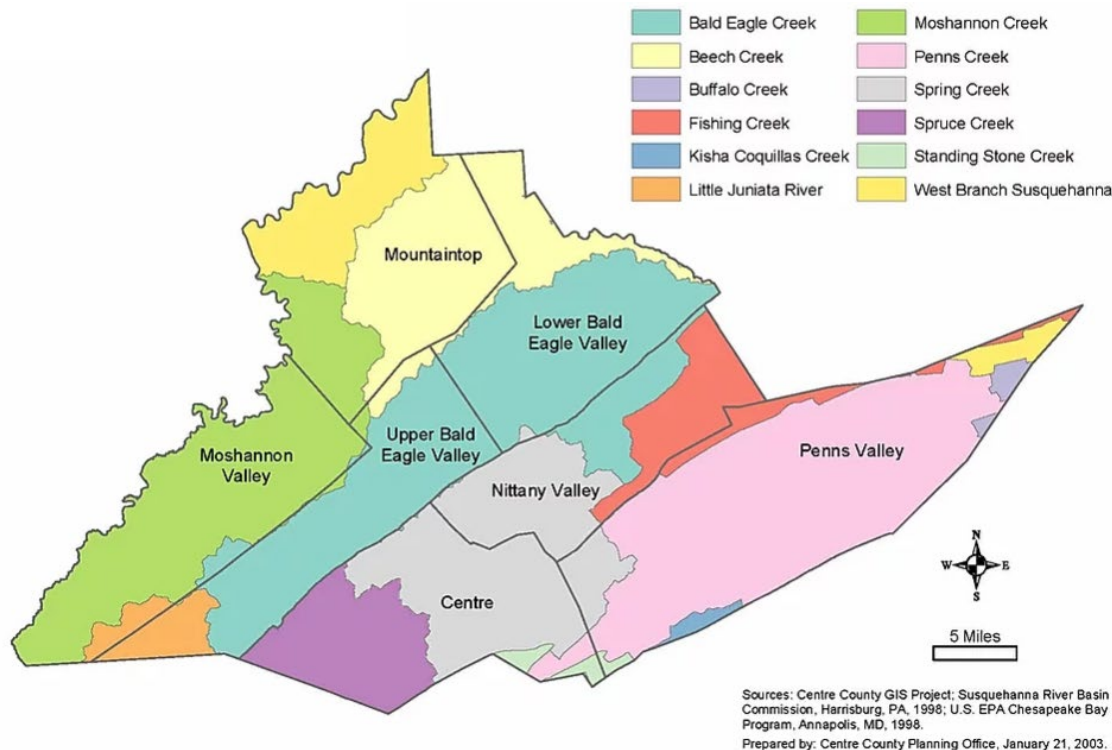 Bald Eagle Creek
Beech Creek
Buffalo Creek
Fishing Creek
Kisha Coquillas Creek
Little Juniata River
Moshannon Creek
Penns Creek
Spring Creek
Spruce Creek
Standing Stone Creek
West Branch Susquehanna
Mountaintop
Lower Bald
Eagle Valley
Upper Bald
Eagle Valley
Moshannon
Valley
Nittany Valley
Penns Valley
Centre
N
W
E
S
5 Miles
Sources: Centre County GIS Project; Susquehanna River Basin
Commission, Harrisburg, PA, 1998; U.S. EPA Chesapeake Bay
Program, Annapolis, MD, 1998.
Prepared by: Centre County Planning Office, January 21, 2003.